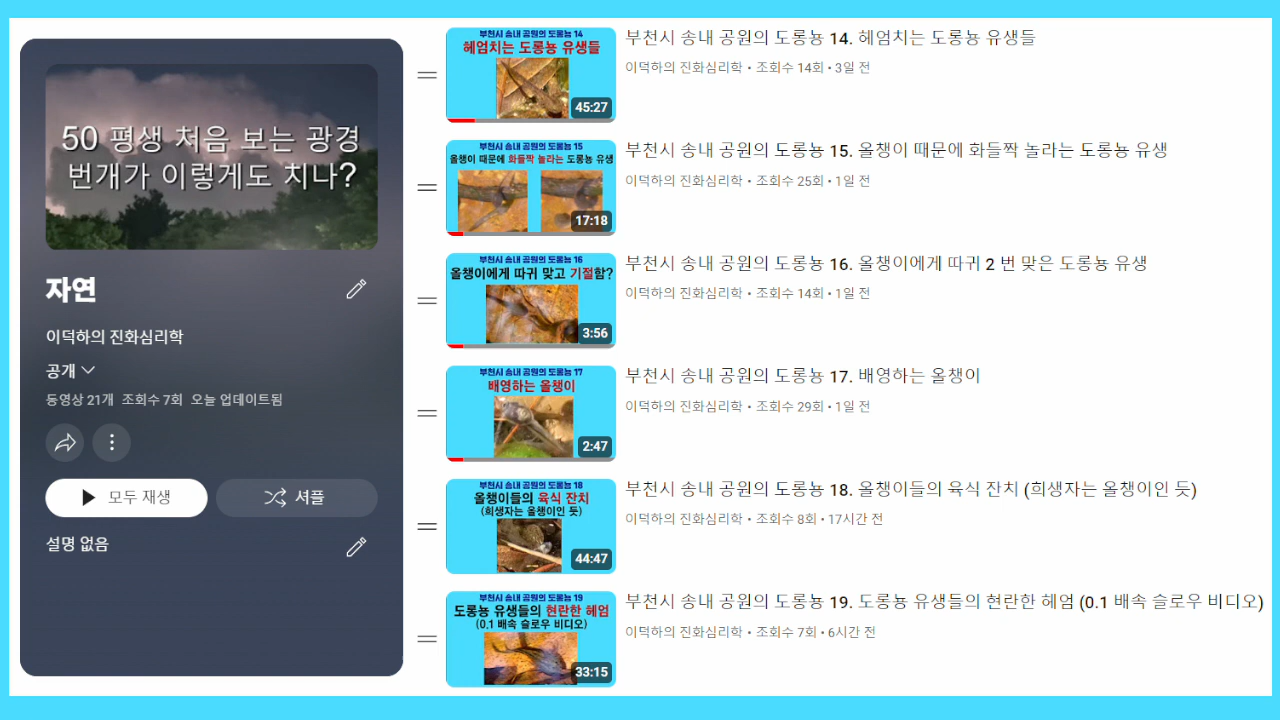 50 평생 처음 보는 광경
번개가 이렇게도 치나?
자연
이덕하의 진화심리학
공개
동영상 21개 조회수 7회 오늘 업데이트됨
모두 재생
셔플
설명 없음
부천시 송내 공원의 도롱뇽 14
헤엄치는 도롱뇽 유생들
45:27
부천시 송내 공원의 도롱뇽 14. 헤엄치는 도롱뇽 유생들
이덕하의 진화심리학 • 조회수 14회 • 3일 전
부천시 송내 공원의 도롱뇽 15
올챙이 때문에 화들짝 놀라는 도롱뇽 유생
17:18
부천시 송내 공원의 도롱뇽 15. 올챙이 때문에 화들짝 놀라는 도롱뇽 유생
이덕하의 진화심리학 • 조회수 25회 • 1일 전
부천시 송내 공원의 도롱뇽 16
올챙이에게 따귀 맞고 기절함?
3:56
부천시 송내 공원의 도롱뇽 16. 올챙이에게 따귀 2 번 맞은 도롱뇽 유생
이덕하의 진화심리학 • 조회수 14회 • 1일 전
부천시 송내 공원의 도롱뇽 17
배영하는 올챙이
2:47
부천시 송내 공원의 도롱뇽 17. 배영하는 올챙이
이덕하의 진화심리학 • 조회수 29회 • 1일 전
부천시 송내 공원의 도롱뇽 18
올챙이들의 육식 잔치
(희생자는 올챙이인 듯)
44:47
부천시 송내 공원의 도롱뇽 18. 올챙이들의 육식 잔치 (희생자는 올챙이인 듯)
이덕하의 진화심리학 • 조회수 8회 • 17시간 전
부천시 송내 공원의 도롱뇽 19
도롱뇽 유생들의 현란한 헤엄
(0.1 배속 슬로우 비디오)
33:15
부천시 송내 공원의 도롱뇽 19. 도롱뇽 유생들의 현란한 헤엄 (0.1 배속 슬로우 비디오)
이덕하의 진화심리학 • 조회수 7회 • 6시간 전